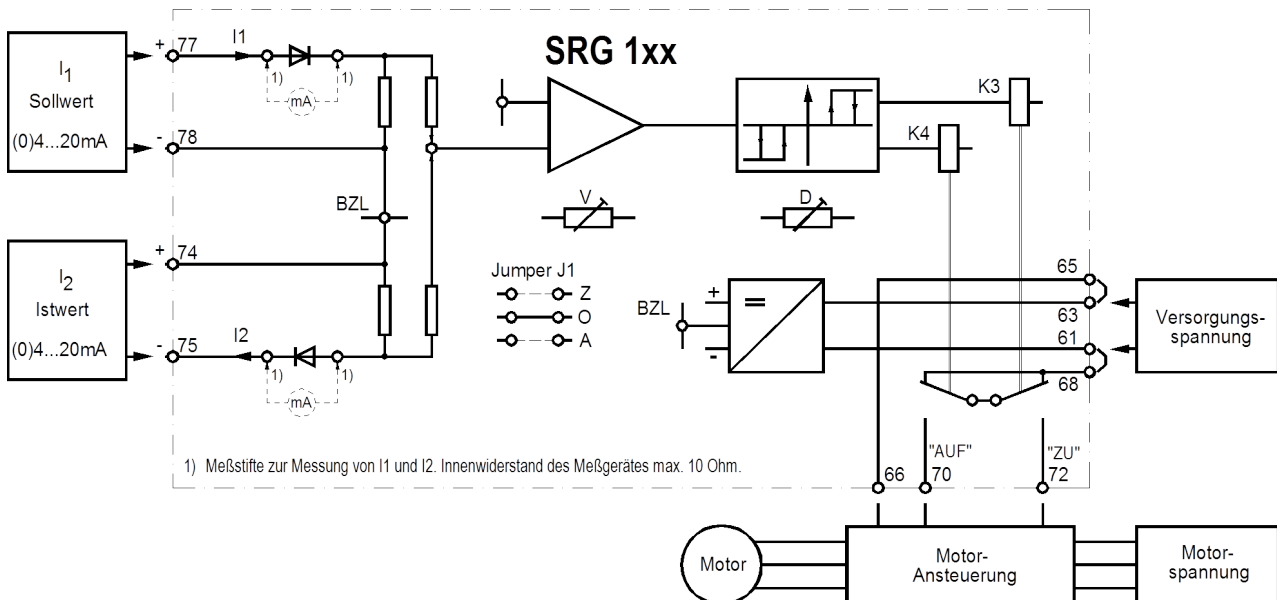 SRG 1xx
I1
Sollwert
(0)4...20mA
+
77
I1
1)
mA
1)
-
78
BZL
I2
Istwert
(0)4...20mA
+
74
-
75
I2
1)
mA
1)
K3
K4
V
D
Jumper J1
Z
O
A
BZL
+
=
-
65
63
61
68
Versorgungs-
spannung
1) Meßstifte zur Messung von I1 und I2. Innenwiderstand des Meßgerätes max. 10 Ohm.
"AUF"
"ZU"
66
70
72
Motor
Motor-
Ansteuerung
Motor-
spannung